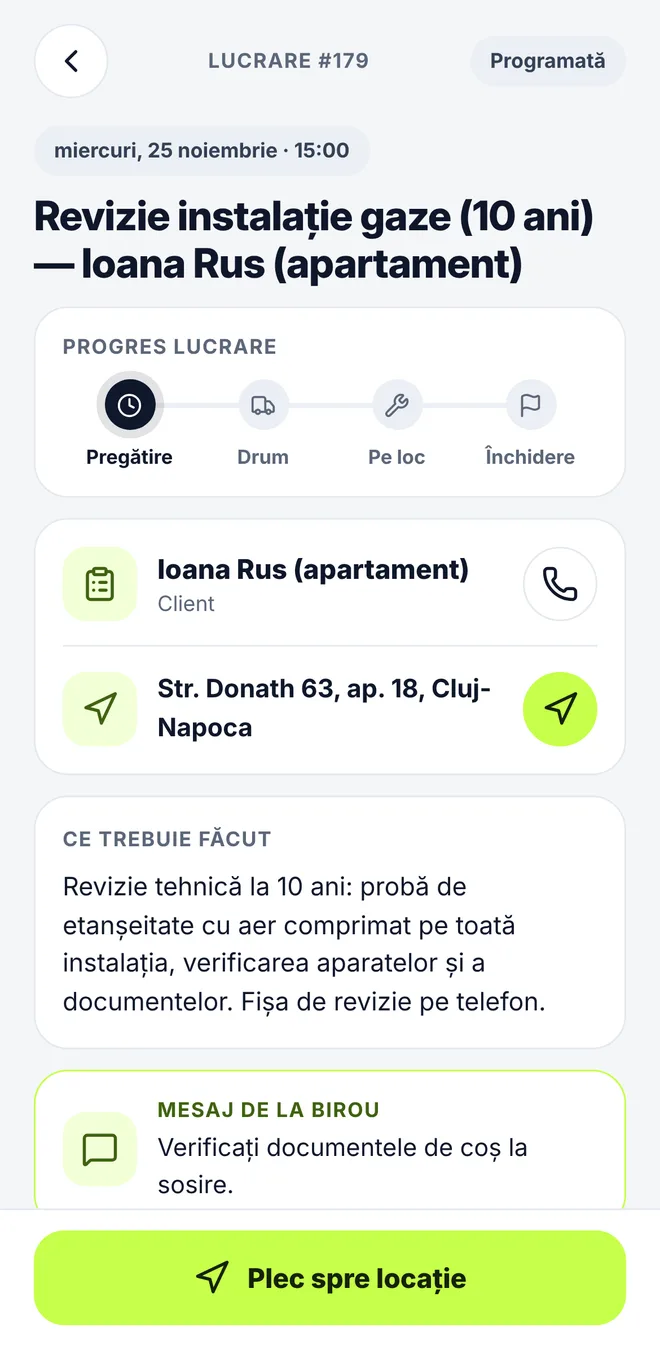 LUCRARE #179
Programată
miercuri, 25 noiembrie · 15:00
Revizie instalație gaze (10 ani)
— Ioana Rus (apartament)
PROGRES LUCRARE
Pregătire
Drum
Pe loc
Închidere
Ioana Rus (apartament)
Client
Str. Donath 63, ap. 18, Cluj-
Napoca
CE TREBUIE FĂCUT
Revizie tehnică la 10 ani: probă de
etanșeitate cu aer comprimat pe toată
instalația, verificarea aparatelor și a
documentelor. Fișa de revizie pe telefon.
MESAJ DE LA BIROU
Verificați documentele de coș la
sosire.
Plec spre locație